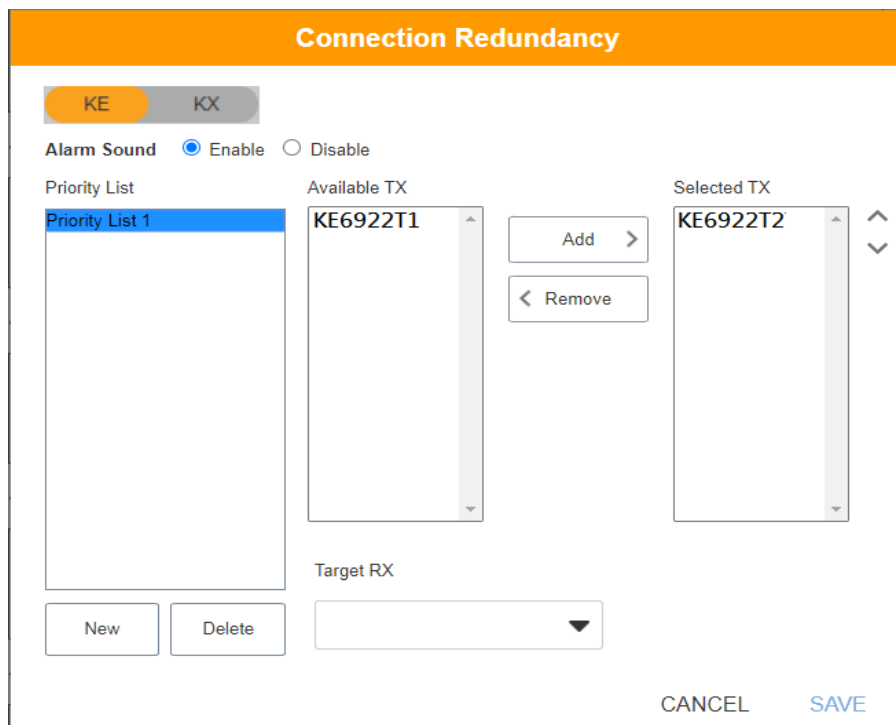 Connection Redundancy
KE KX
Alarm Sound Enable Disable
Priority List Available TX Selected TX
Priority List 1 KE6922T1 KE6922T2
Add
Remove
Target RX
New Delete
CANCEL SAVE